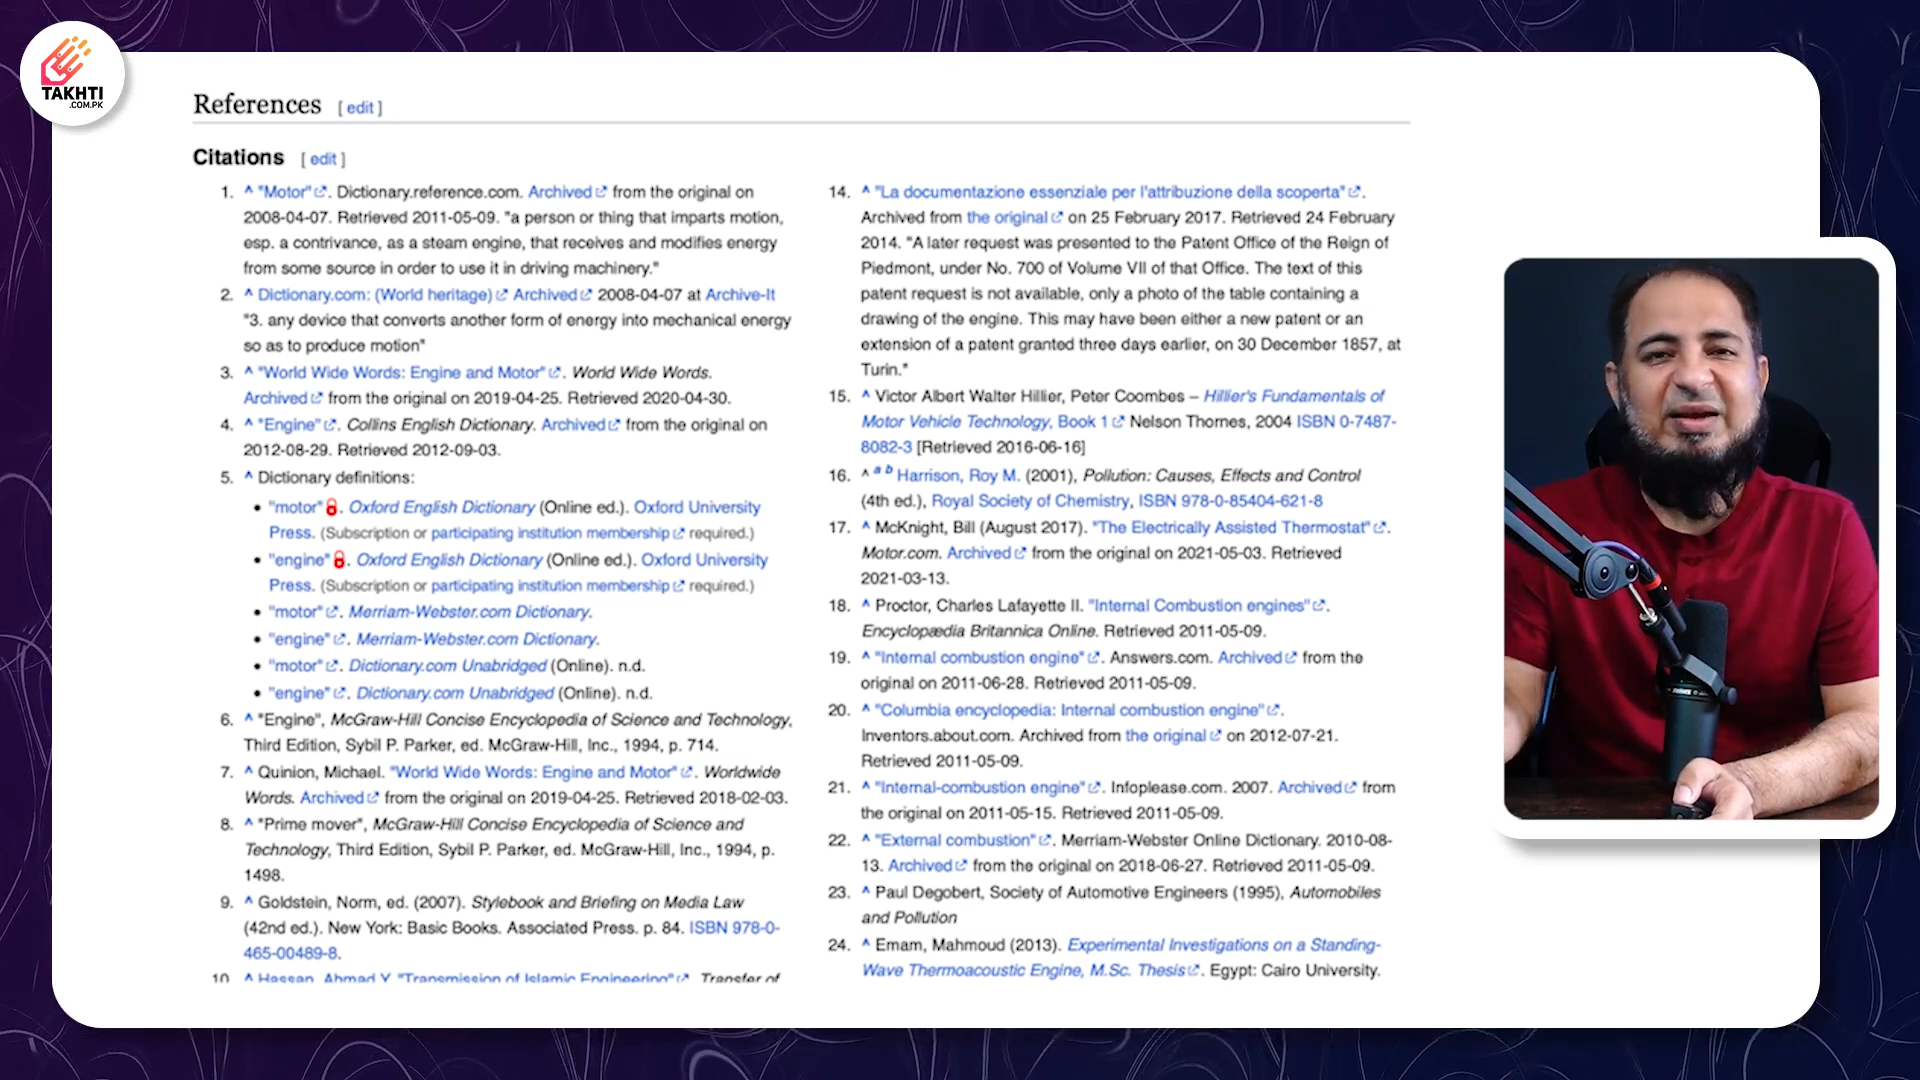 TAKHTI
.COM.PK
References [ edit ]
Citations [ edit ]
1. ^ "Motor". Dictionary.reference.com. Archived from the original on
2008-04-07. Retrieved 2011-05-09. "a person or thing that imparts motion,
esp. a contrivance, as a steam engine, that receives and modifies energy
from some source in order to use it in driving machinery."
2. ^ Dictionary.com: (World heritage) Archived 2008-04-07 at Archive-It
"3. any device that converts another form of energy into mechanical energy
so as to produce motion"
3. ^ "World Wide Words: Engine and Motor". World Wide Words.
Archived from the original on 2019-04-25. Retrieved 2020-04-30.
4. ^ "Engine". Collins English Dictionary. Archived from the original on
2012-08-29. Retrieved 2012-09-03.
5. ^ Dictionary definitions:
• "motor". Oxford English Dictionary (Online ed.). Oxford University
Press. (Subscription or participating institution membership required.)
• "engine". Oxford English Dictionary (Online ed.). Oxford University
Press. (Subscription or participating institution membership required.)
• "motor". Merriam-Webster.com Dictionary.
• "engine". Merriam-Webster.com Dictionary.
• "motor". Dictionary.com Unabridged (Online). n.d.
• "engine". Dictionary.com Unabridged (Online). n.d.
6. ^ "Engine", McGraw-Hill Concise Encyclopedia of Science and Technology,
Third Edition, Sybil P. Parker, ed. McGraw-Hill, Inc., 1994, p. 714.
7. ^ Quinion, Michael. "World Wide Words: Engine and Motor". Worldwide
Words. Archived from the original on 2019-04-25. Retrieved 2018-02-03.
8. ^ "Prime mover", McGraw-Hill Concise Encyclopedia of Science and
Technology, Third Edition, Sybil P. Parker, ed. McGraw-Hill, Inc., 1994, p.
1498.
9. ^ Goldstein, Norm, ed. (2007). Stylebook and Briefing on Media Law
(42nd ed.). New York: Basic Books. Associated Press. p. 84. ISBN 978-0-
465-00489-8.
10. ^ Hassan, Ahmad Y. "Transmission of Islamic Engineering". Transfer of
14. ^ "La documentazione essenziale per l'attribuzione della scoperta".
Archived from the original on 25 February 2017. Retrieved 24 February
2014. "A later request was presented to the Patent Office of the Reign of
Piedmont, under No. 700 of Volume VII of that Office. The text of this
patent request is not available, only a photo of the table containing a
drawing of the engine. This may have been either a new patent or an
extension of a patent granted three days earlier, on 30 December 1857, at
Turin."
15. ^ Victor Albert Walter Hillier, Peter Coombes – Hillier's Fundamentals of
Motor Vehicle Technology, Book 1 Nelson Thornes, 2004 ISBN 0-7487-
8082-3 [Retrieved 2016-06-16]
16. ^ a b Harrison, Roy M. (2001), Pollution: Causes, Effects and Control
(4th ed.), Royal Society of Chemistry, ISBN 978-0-85404-621-8
17. ^ McKnight, Bill (August 2017). "The Electrically Assisted Thermostat".
Motor.com. Archived from the original on 2021-05-03. Retrieved
2021-03-13.
18. ^ Proctor, Charles Lafayette II. "Internal Combustion engines".
Encyclopædia Britannica Online. Retrieved 2011-05-09.
19. ^ "Internal combustion engine". Answers.com. Archived from the
original on 2011-06-28. Retrieved 2011-05-09.
20. ^ "Columbia encyclopedia: Internal combustion engine".
Inventors.about.com. Archived from the original on 2012-07-21.
Retrieved 2011-05-09.
21. ^ "Internal-combustion engine". Infoplease.com. 2007. Archived from
the original on 2011-05-15. Retrieved 2011-05-09.
22. ^ "External combustion". Merriam-Webster Online Dictionary. 2010-08-
13. Archived from the original on 2018-06-27. Retrieved 2011-05-09.
23. ^ Paul Degobert, Society of Automotive Engineers (1995), Automobiles
and Pollution
24. ^ Emam, Mahmoud (2013). Experimental Investigations on a Standing-
Wave Thermoacoustic Engine, M.Sc. Thesis. Egypt: Cairo University.